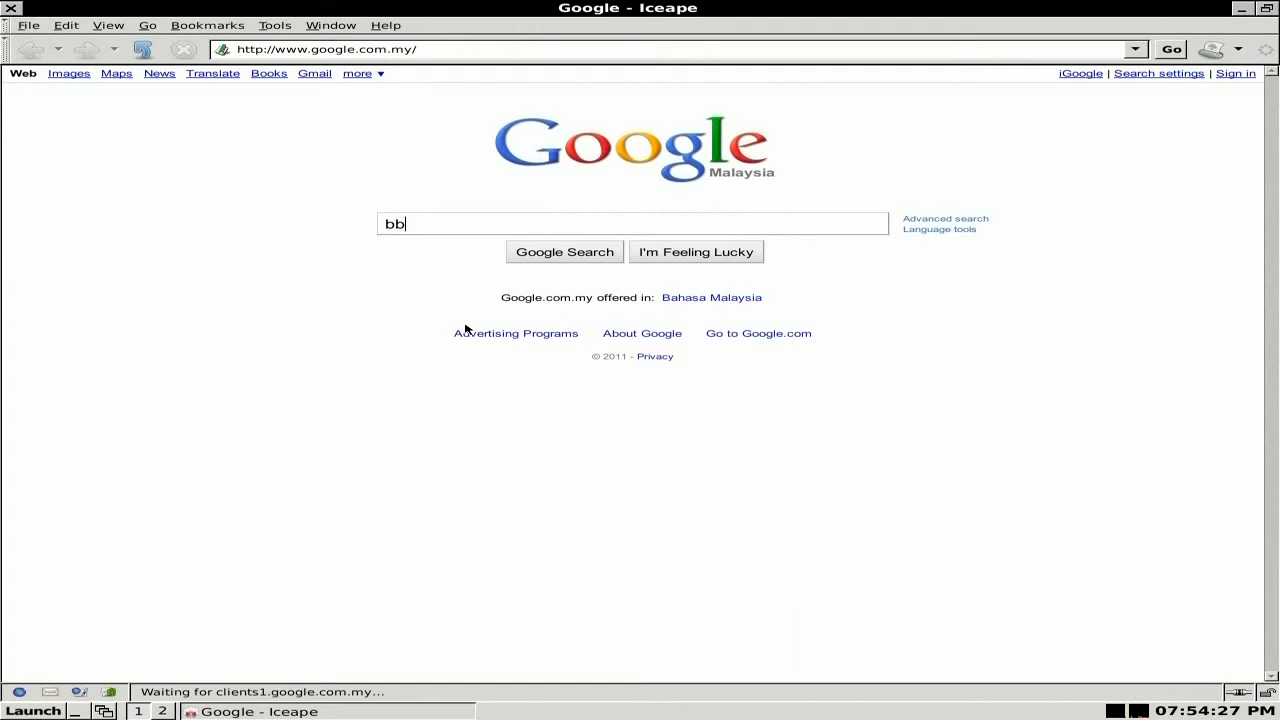 Google - Iceape
File Edit View Go Bookmarks Tools Window Help
http://www.google.com.my/ Go
Web Images Maps News Translate Books Gmail more ▼ iGoogle | Search settings | Sign in
Google
Malaysia
bb
Advanced search
Language tools
Google Search I'm Feeling Lucky
Google.com.my offered in: Bahasa Malaysia
Advertising Programs About Google Go to Google.com
© 2011 - Privacy
Waiting for clients1.google.com.my...
Launch 1 2 Google - Iceape 07:54:27 PM